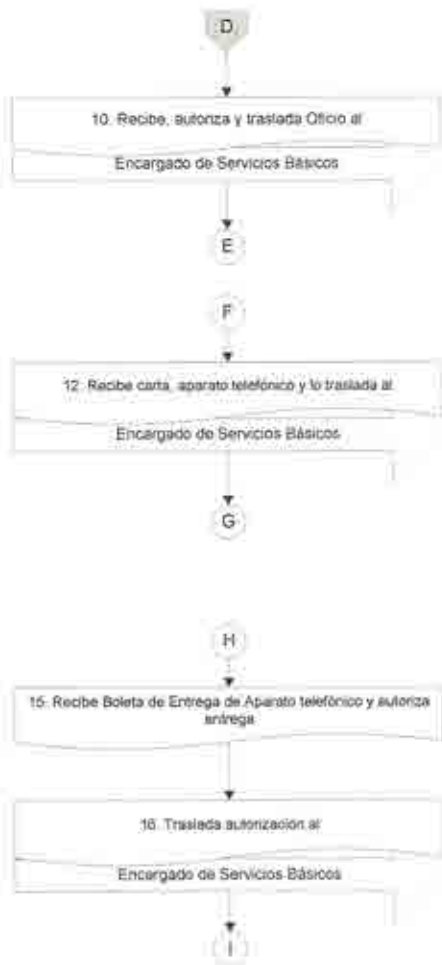 D
10. Recibe, autoriza y traslada Oficio al
Encargado de Servicios Básicos
E
F
12. Recibe carta, aparato telefónico y lo traslada al
Encargado de Servicios Básicos
G
H
15. Recibe Boleta de Entrega de Aparato telefónico y autoriza
entrega
16. Traslada autorización al
Encargado de Servicios Básicos
I